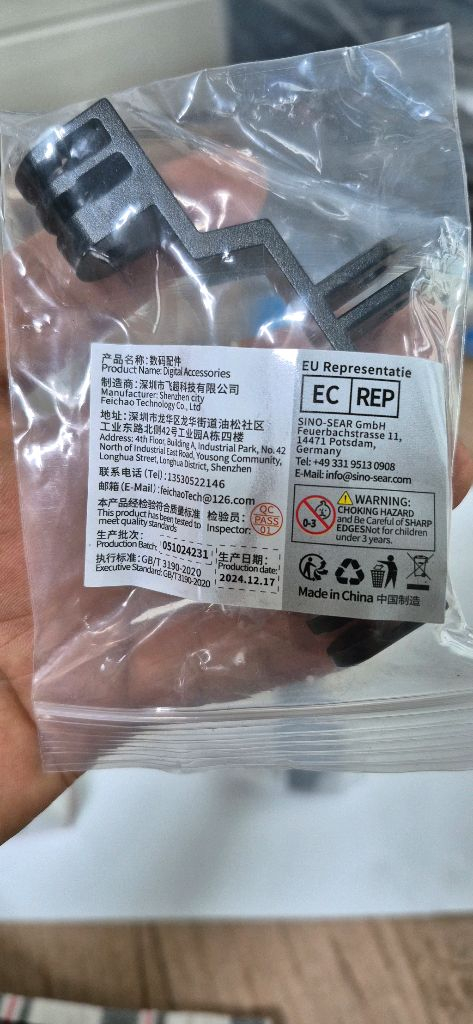 产品名称:数码配件
Product Name: Digital Accessories
制造商:深圳市飞超科技有限公司
Manufacturer: Shenzhen city
Feichao Technology Co., Ltd
地址:深圳市龙华区龙华街道油松社区
工业东路北侧42号工业园A栋四楼
Address: 4th Floor, Building A, Industrial Park, No. 42
North of Industrial East Road, Yousong Community,
Longhua Street, Longhua District, Shenzhen
联系电话(Tel):13530522146
邮箱(E-Mail):feichaoTech@126.com
本产品经检验符合质量标准
This product has been tested to
meet quality standards
检验员:
Inspector:
QC
PASS
01
生产批次:
Production Batch:
051024231
生产日期:
Production date:
2024.12.17
执行标准:GB/T 3190-2020
Executive Standard:GB/T3190-2020
EU Representatie
EC REP
SINO-SEAR GmbH
Feuerbachstrasse 11,
14471 Potsdam,
Germany
Tel: +49 331 9513 0908
E-Mail: info@sino-sear.com
0-3
WARNING:
CHOKING HAZARD
and Be Careful of SHARP
EDGESNot for children
under 3 years.
Made in China 中国制造